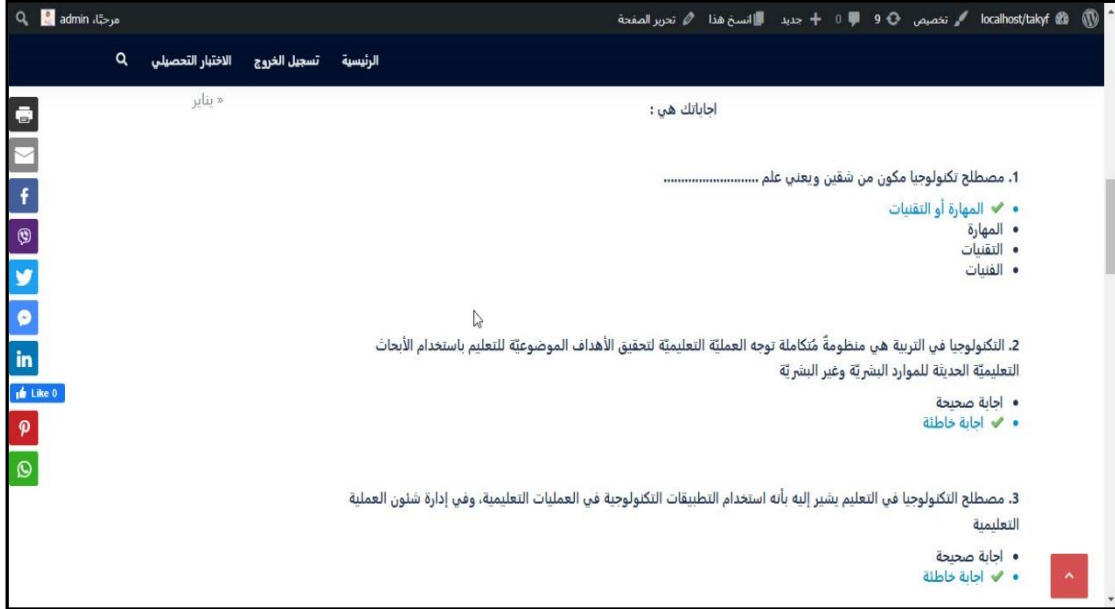 localhost/takyf تخصيص 9 0 جديد انسخ هذا تحرير الصفحة مرحبًا، admin
الرئيسية تسجيل الخروج الاختبار التحصيلي
« يناير
اجاباتك هي :
1. مصطلح تكنولوجيا مكون من شقين ويعني علم ...........................
المهارة أو التقنيات
المهارة
التقنيات
الفنيات
2. التكنولوجيا في التربية هي منظومةٌ مُتكاملة توجه العمليّة التعليميّة لتحقيق الأهداف الموضوعيّة للتعليم باستخدام الأبحاث
التعليميّة الحديثة للموارد البشريّة وغير البشريّة
اجابة صحيحة
اجابة خاطئة
Like 0
3. مصطلح التكنولوجيا في التعليم يشير إليه بأنه استخدام التطبيقات التكنولوجية في العمليات التعليمية، وفي إدارة شئون العملية
التعليمية
اجابة صحيحة
اجابة خاطئة